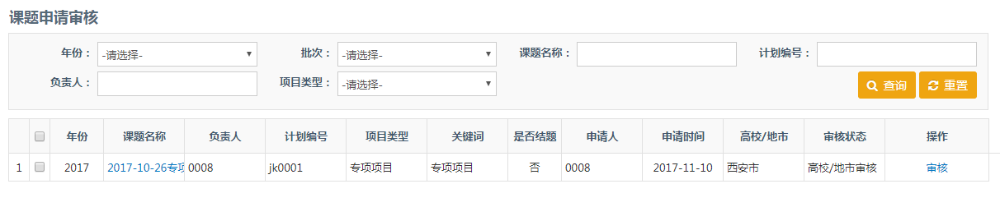 课题申请审核
年份： -请选择- 批次： -请选择- 课题名称： 计划编号：
负责人： 项目类型： -请选择- 查询 重置
年份 课题名称 负责人 计划编号 项目类型 关键词 是否结题 申请人 申请时间 高校/地市 审核状态 操作
1 2017 2017-10-26专项 0008 jk0001 专项项目 专项项目 否 0008 2017-11-10 西安市 高校/地市审核 审核